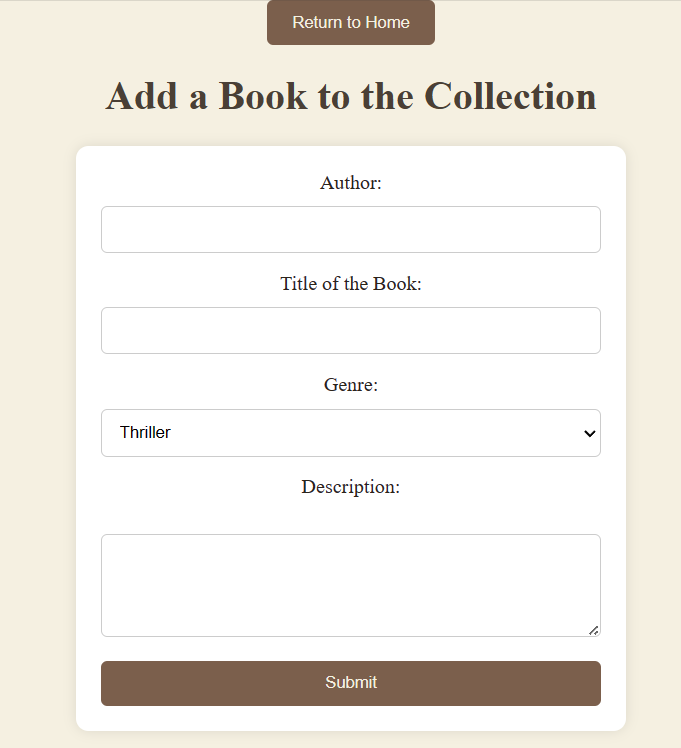 Return to Home
Add a Book to the Collection
Author:
Title of the Book:
Genre:
Thriller
Description:
Submit